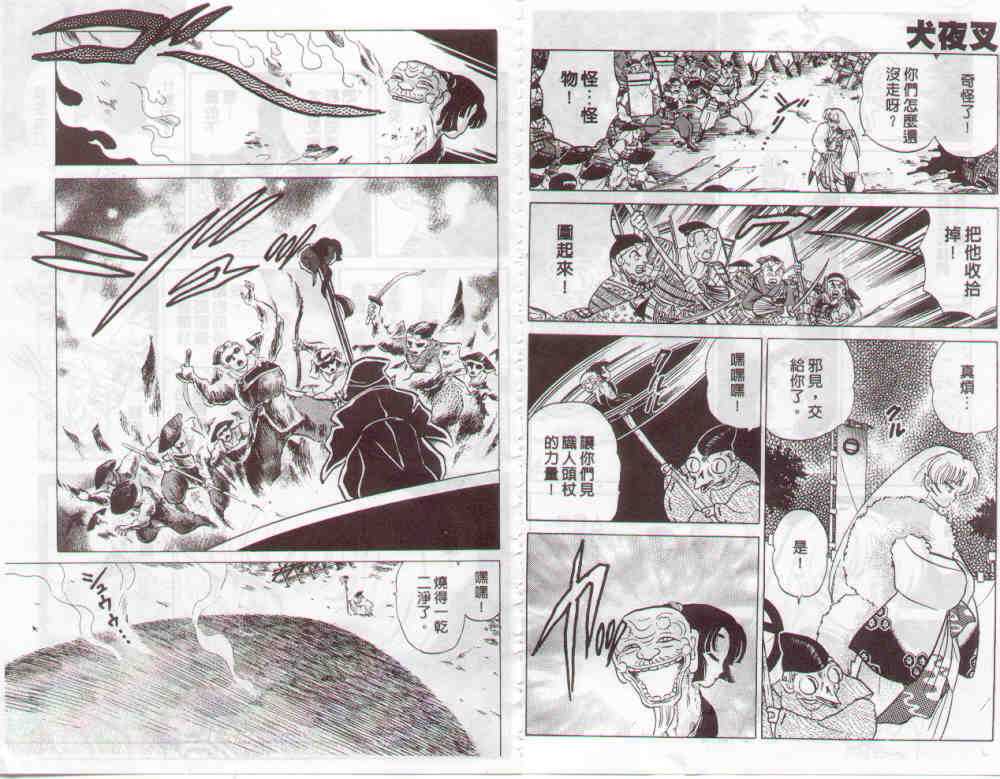 犬夜叉
奇怪了！
你們怎麼還
沒走呀？
怪…怪
物！
把他收拾
掉！
圍起來！
真煩…
邪見，交
給你了。
是！
嘿嘿嘿！
讓你們見
識人頭杖
的力量！
嘿嘿！
燒得一乾
二淨了。